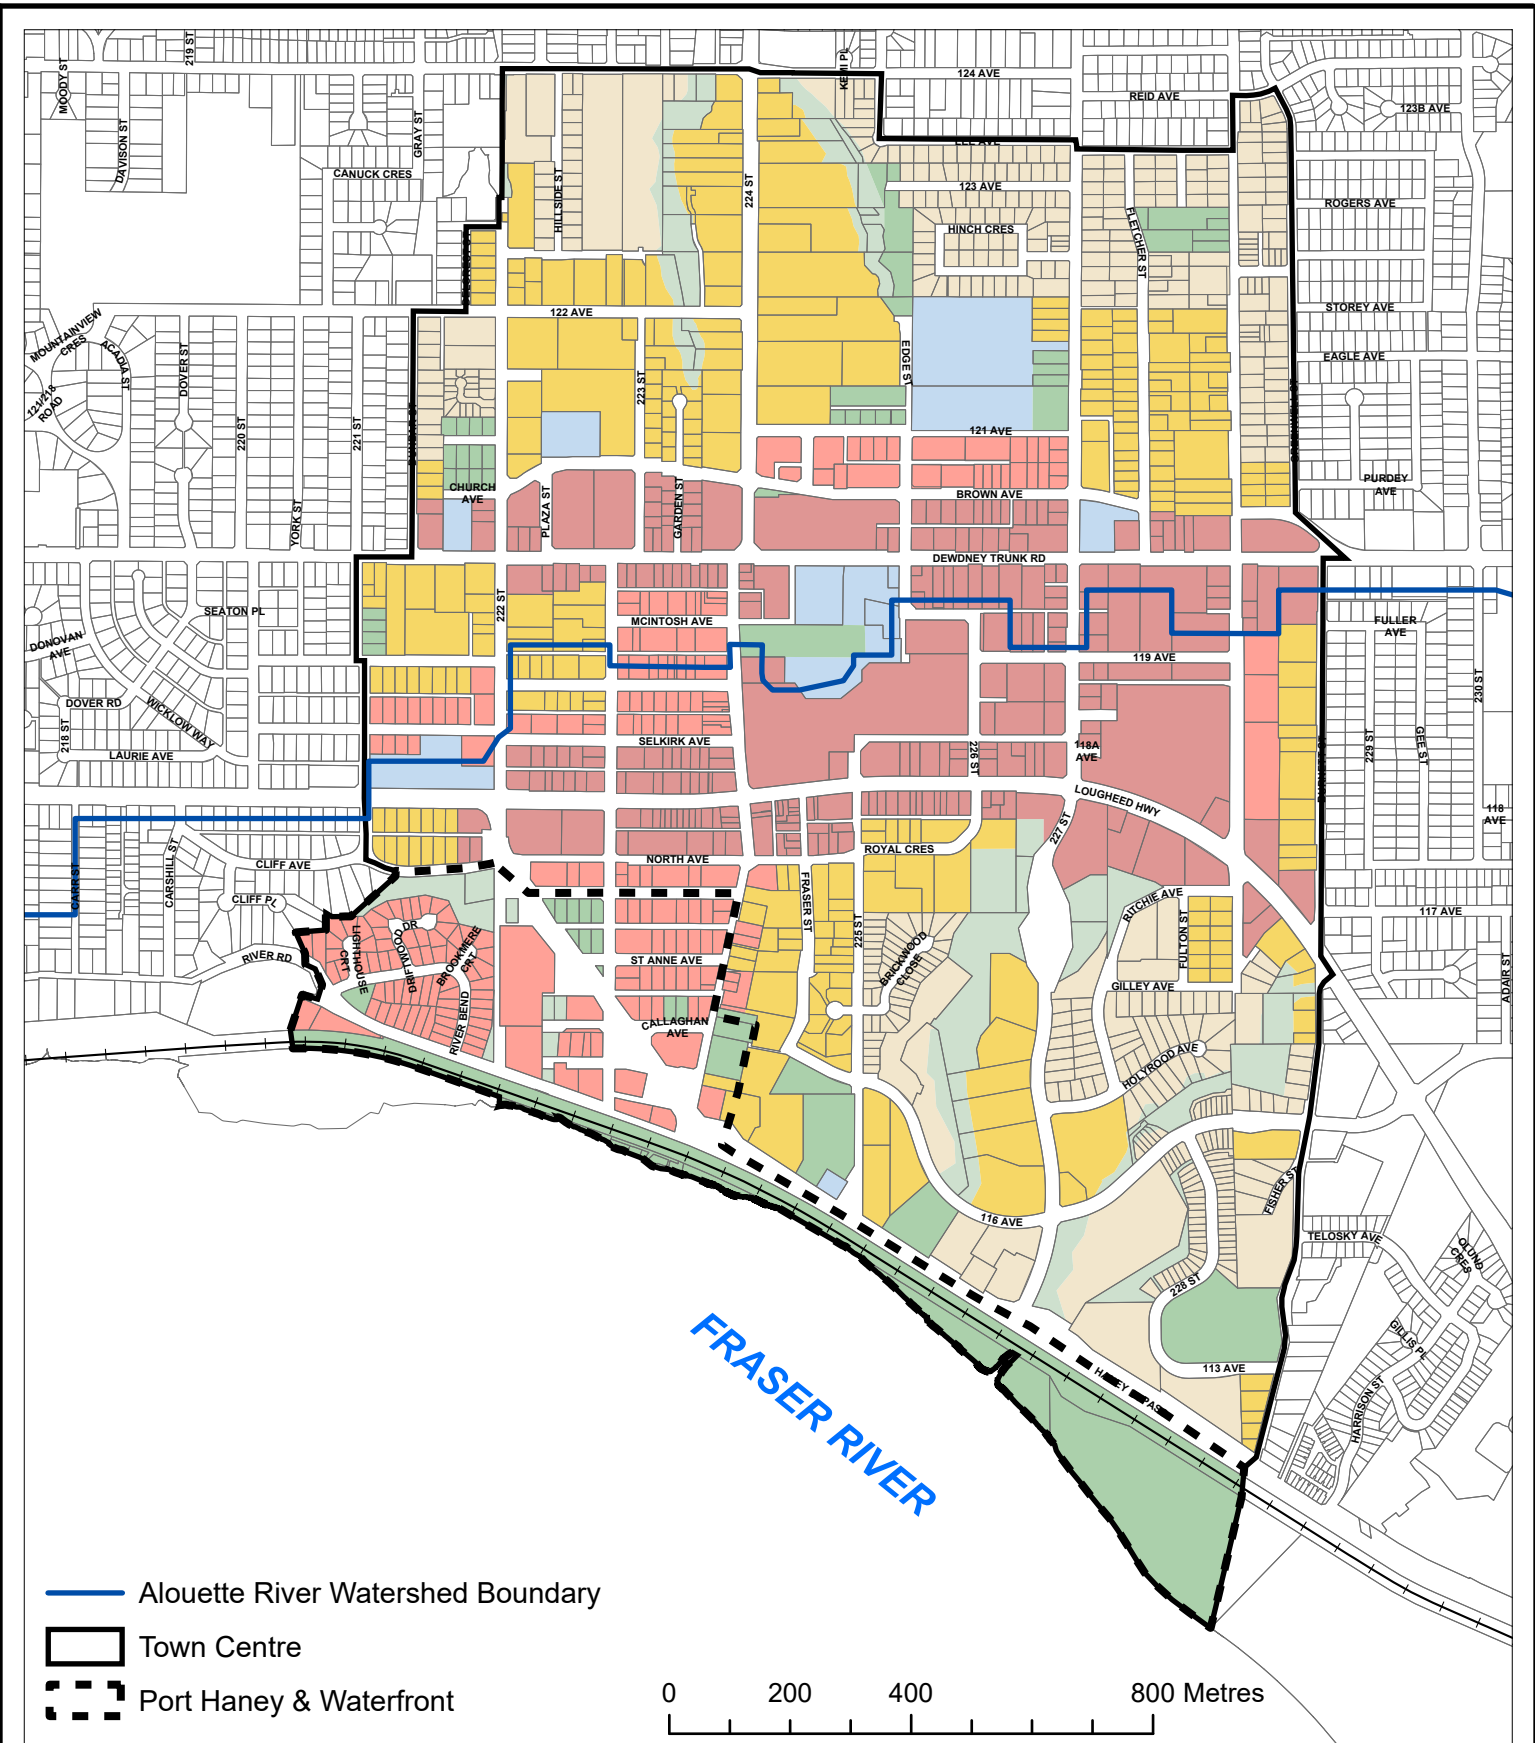 219 ST
MOODY ST
KEMI PL
124 AVE
REID AVE
123B AVE
DAVISON ST
GRAY ST
LEE AVE
CANUCK CRES
224 ST
HILLSIDE ST
123 AVE
ROGERS AVE
HINCH CRES
FLETCHER ST
122 AVE
STOREY AVE
MOUNTAINVIEW
CRES
ACADIA ST
DOVER ST
EDGE ST
EAGLE AVE
121/218
ROAD
223 ST
220 ST
221 ST
121 AVE
PURDEY
AVE
CHURCH
AVE
BROWN AVE
YORK ST
PLAZA ST
GARDEN ST
DEWDNEY TRUNK RD
222 ST
SEATON PL
MCINTOSH AVE
FULLER
AVE
DONOVAN
AVE
119 AVE
230 ST
DOVER RD
WICKLOW WAY
218 ST
LAURIE AVE
SELKIRK AVE
226 ST
118A
AVE
229 ST
GEE ST
BURNETT ST
LOUGHEED HWY
118
AVE
227 ST
CARSHILL ST
CARR ST
CLIFF AVE
NORTH AVE
ROYAL CRES
CLIFF PL
FRASER ST
225 ST
RITCHIE AVE
FULTON ST
117 AVE
LIGHTHOUSE
CRT
DRIFTWOOD DR
BROOKMERE
CRT
BRICKWOOD
CLOSE
RIVER RD
ST ANNE AVE
ADAIR ST
GILLEY AVE
RIVER BEND
CALLAGHAN
AVE
HOLYROOD AVE
FISHER ST
116 AVE
TELOSKY AVE
OLUND
CRES
228 ST
GILLIS PL
113 AVE
HARRISON ST
FRASER RIVER
Alouette River Watershed Boundary
Town Centre
Port Haney & Waterfront
0 200 400 800 Metres